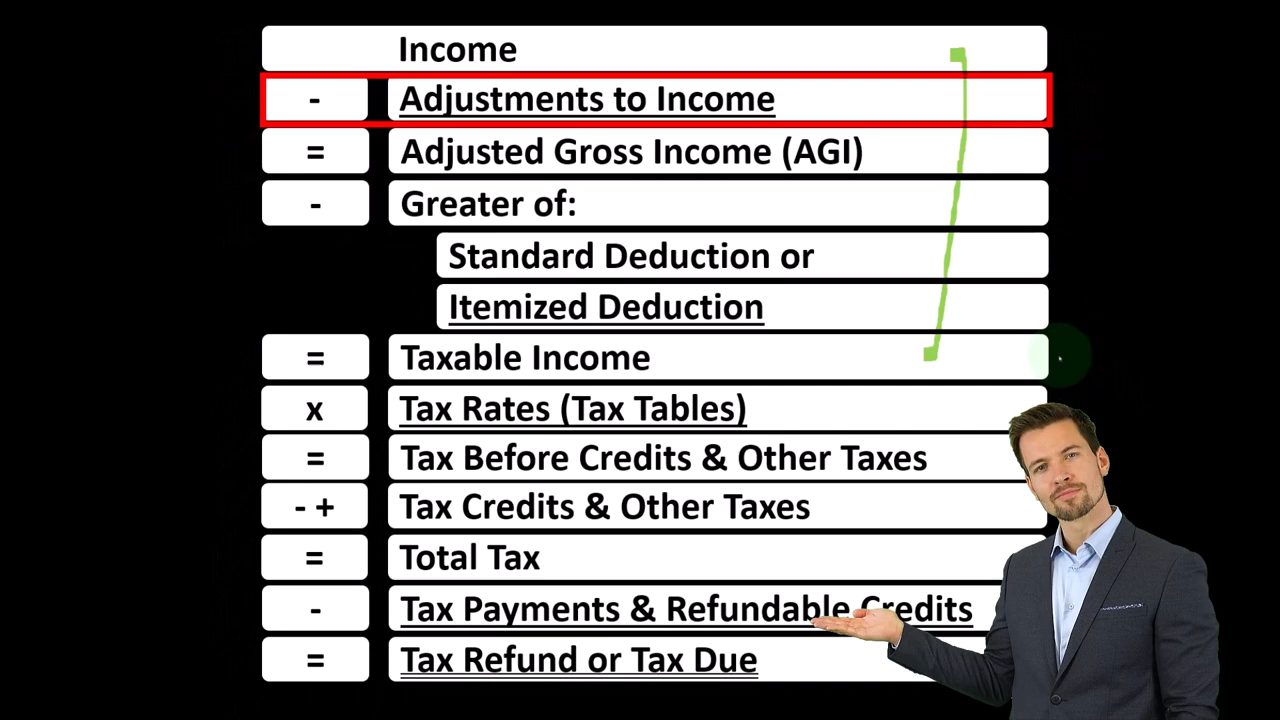 Income
- Adjustments to Income
= Adjusted Gross Income (AGI)
- Greater of:
Standard Deduction or
Itemized Deduction
= Taxable Income
x Tax Rates (Tax Tables)
= Tax Before Credits & Other Taxes
- + Tax Credits & Other Taxes
= Total Tax
- Tax Payments & Refundable Credits
= Tax Refund or Tax Due